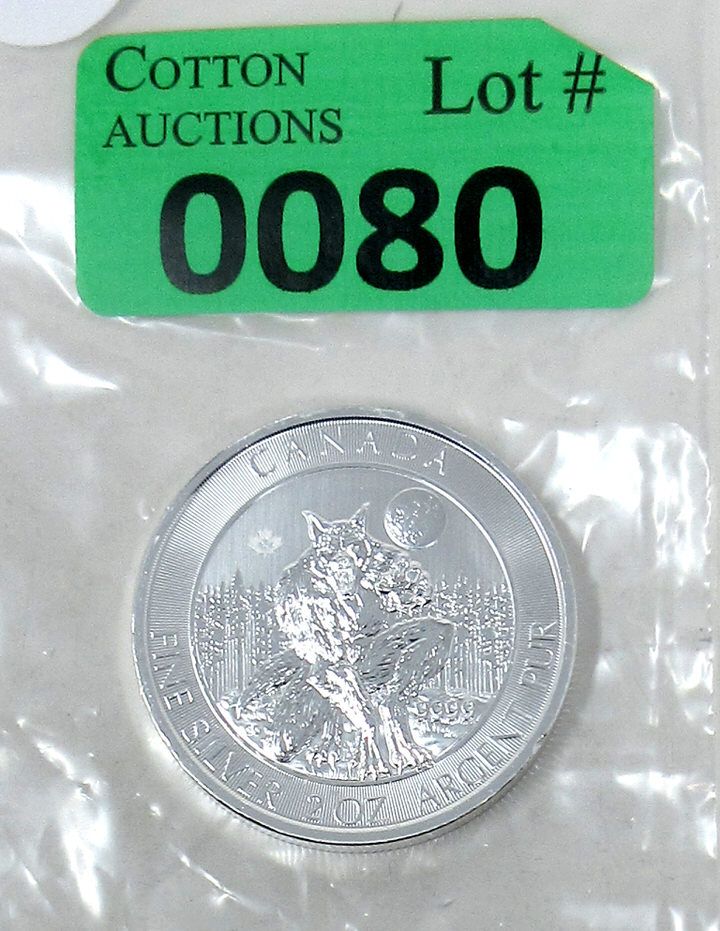 COTTON
AUCTIONS
Lot #
0080
CANADA
FINE SILVER 2 OZ ARGENT PUR
9999